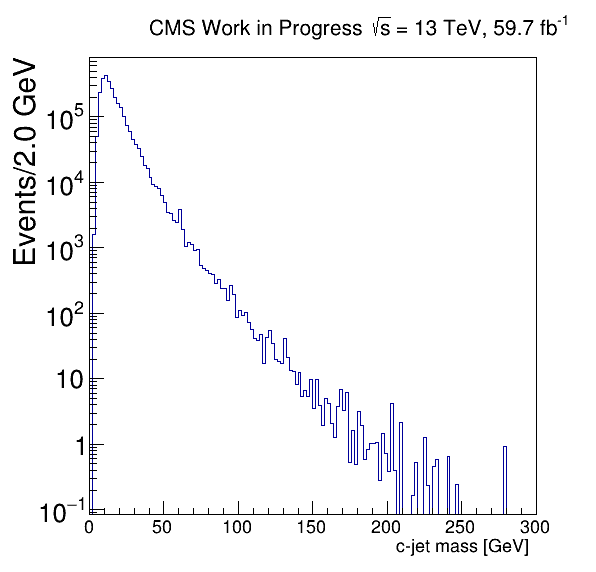 CMS Work in Progress √s = 13 TeV, 59.7 fb⁻¹
Events/2.0 GeV
10⁵
10⁴
10³
10²
10
1
10⁻¹
0 50 100 150 200 250 300
c-jet mass [GeV]